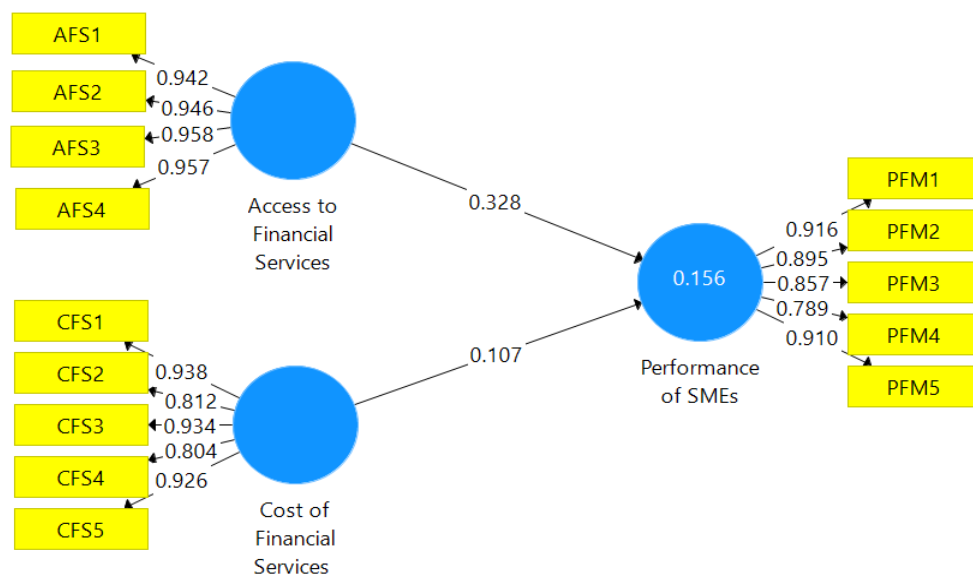 AFS1
0.942
AFS2
0.946
AFS3
0.958
0.957
AFS4
Access to
Financial
Services
0.328
CFS1
0.938
CFS2
0.812
CFS3
0.934
0.804
CFS4
0.926
CFS5
Cost of
Financial
Services
0.107
0.156
Performance
of SMEs
PFM1
0.916
PFM2
0.895
0.857
PFM3
0.789
PFM4
0.910
PFM5